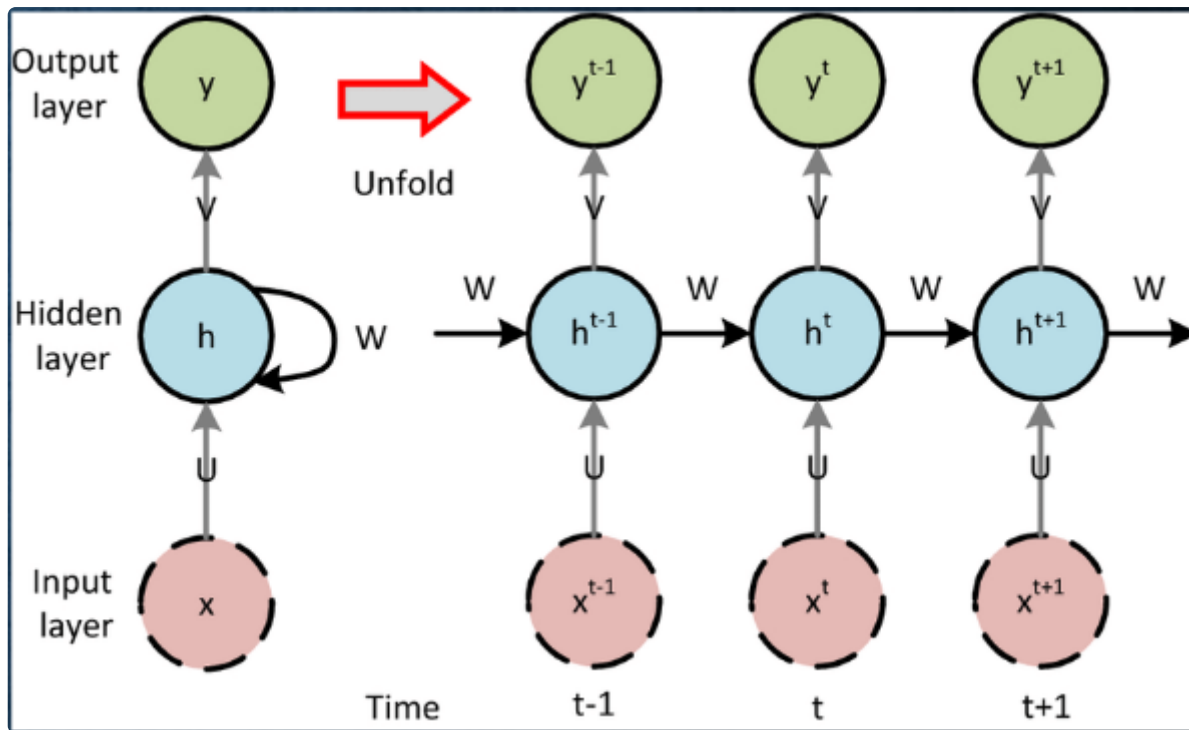 Output
layer
y
y^t-1
y^t
y^t+1
Unfold
V
V
V
V
Hidden
layer
h
W
W
h^t-1
W
h^t
W
h^t+1
W
U
U
U
U
Input
layer
x
x^t-1
x^t
x^t+1
Time
t-1
t
t+1